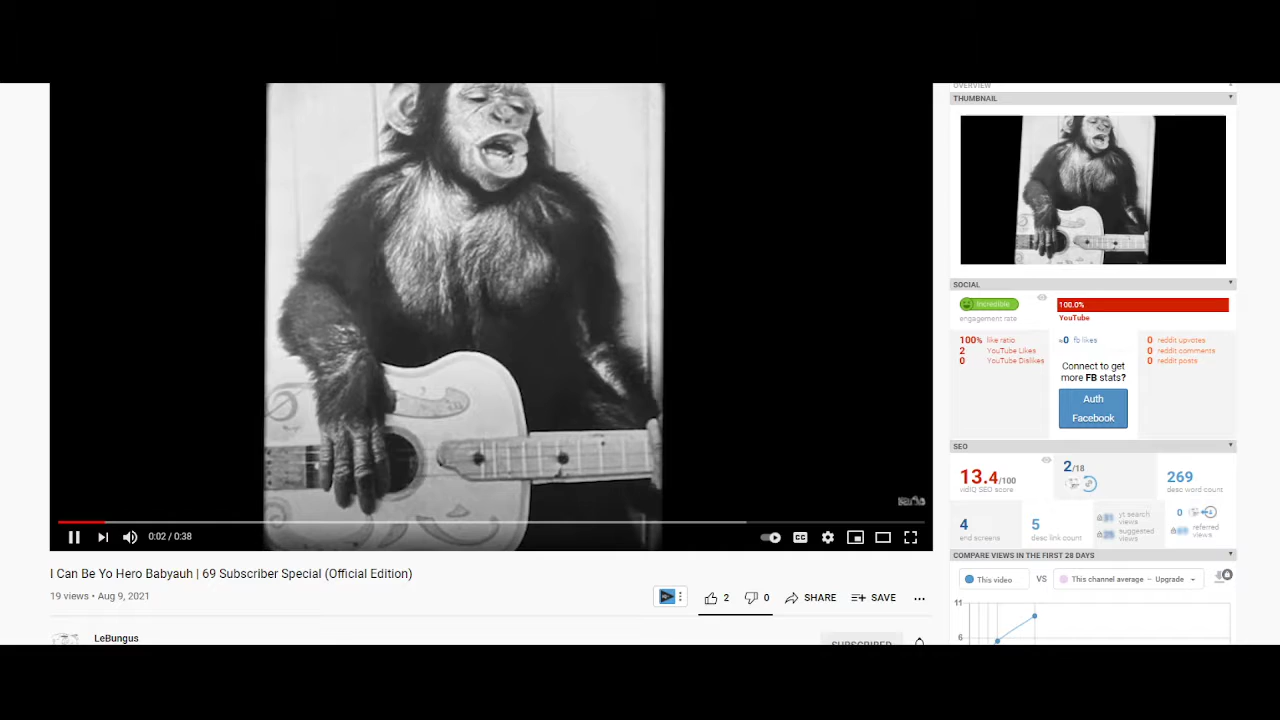 OVERVIEW
THUMBNAIL
SOCIAL
Incredible
engagement rate
100.0%
YouTube
100% like ratio
2 YouTube Likes
0 YouTube Dislikes
≈0 fb likes
Connect to get
more FB stats?
Auth
Facebook
0 reddit upvotes
0 reddit comments
0 reddit posts
SEO
13.4/100
vidIQ SEO score
2/18
269
desc word count
4
end screens
5
desc link count
yt search
views
suggested
views
0
referred
views
COMPARE VIEWS IN THE FIRST 28 DAYS
This video VS This channel average – Upgrade
11
6
0:02 / 0:38
CC
I Can Be Yo Hero Babyauh | 69 Subscriber Special (Official Edition)
19 views • Aug 9, 2021
2 0 SHARE SAVE
LeBungus
SUBSCRIBED